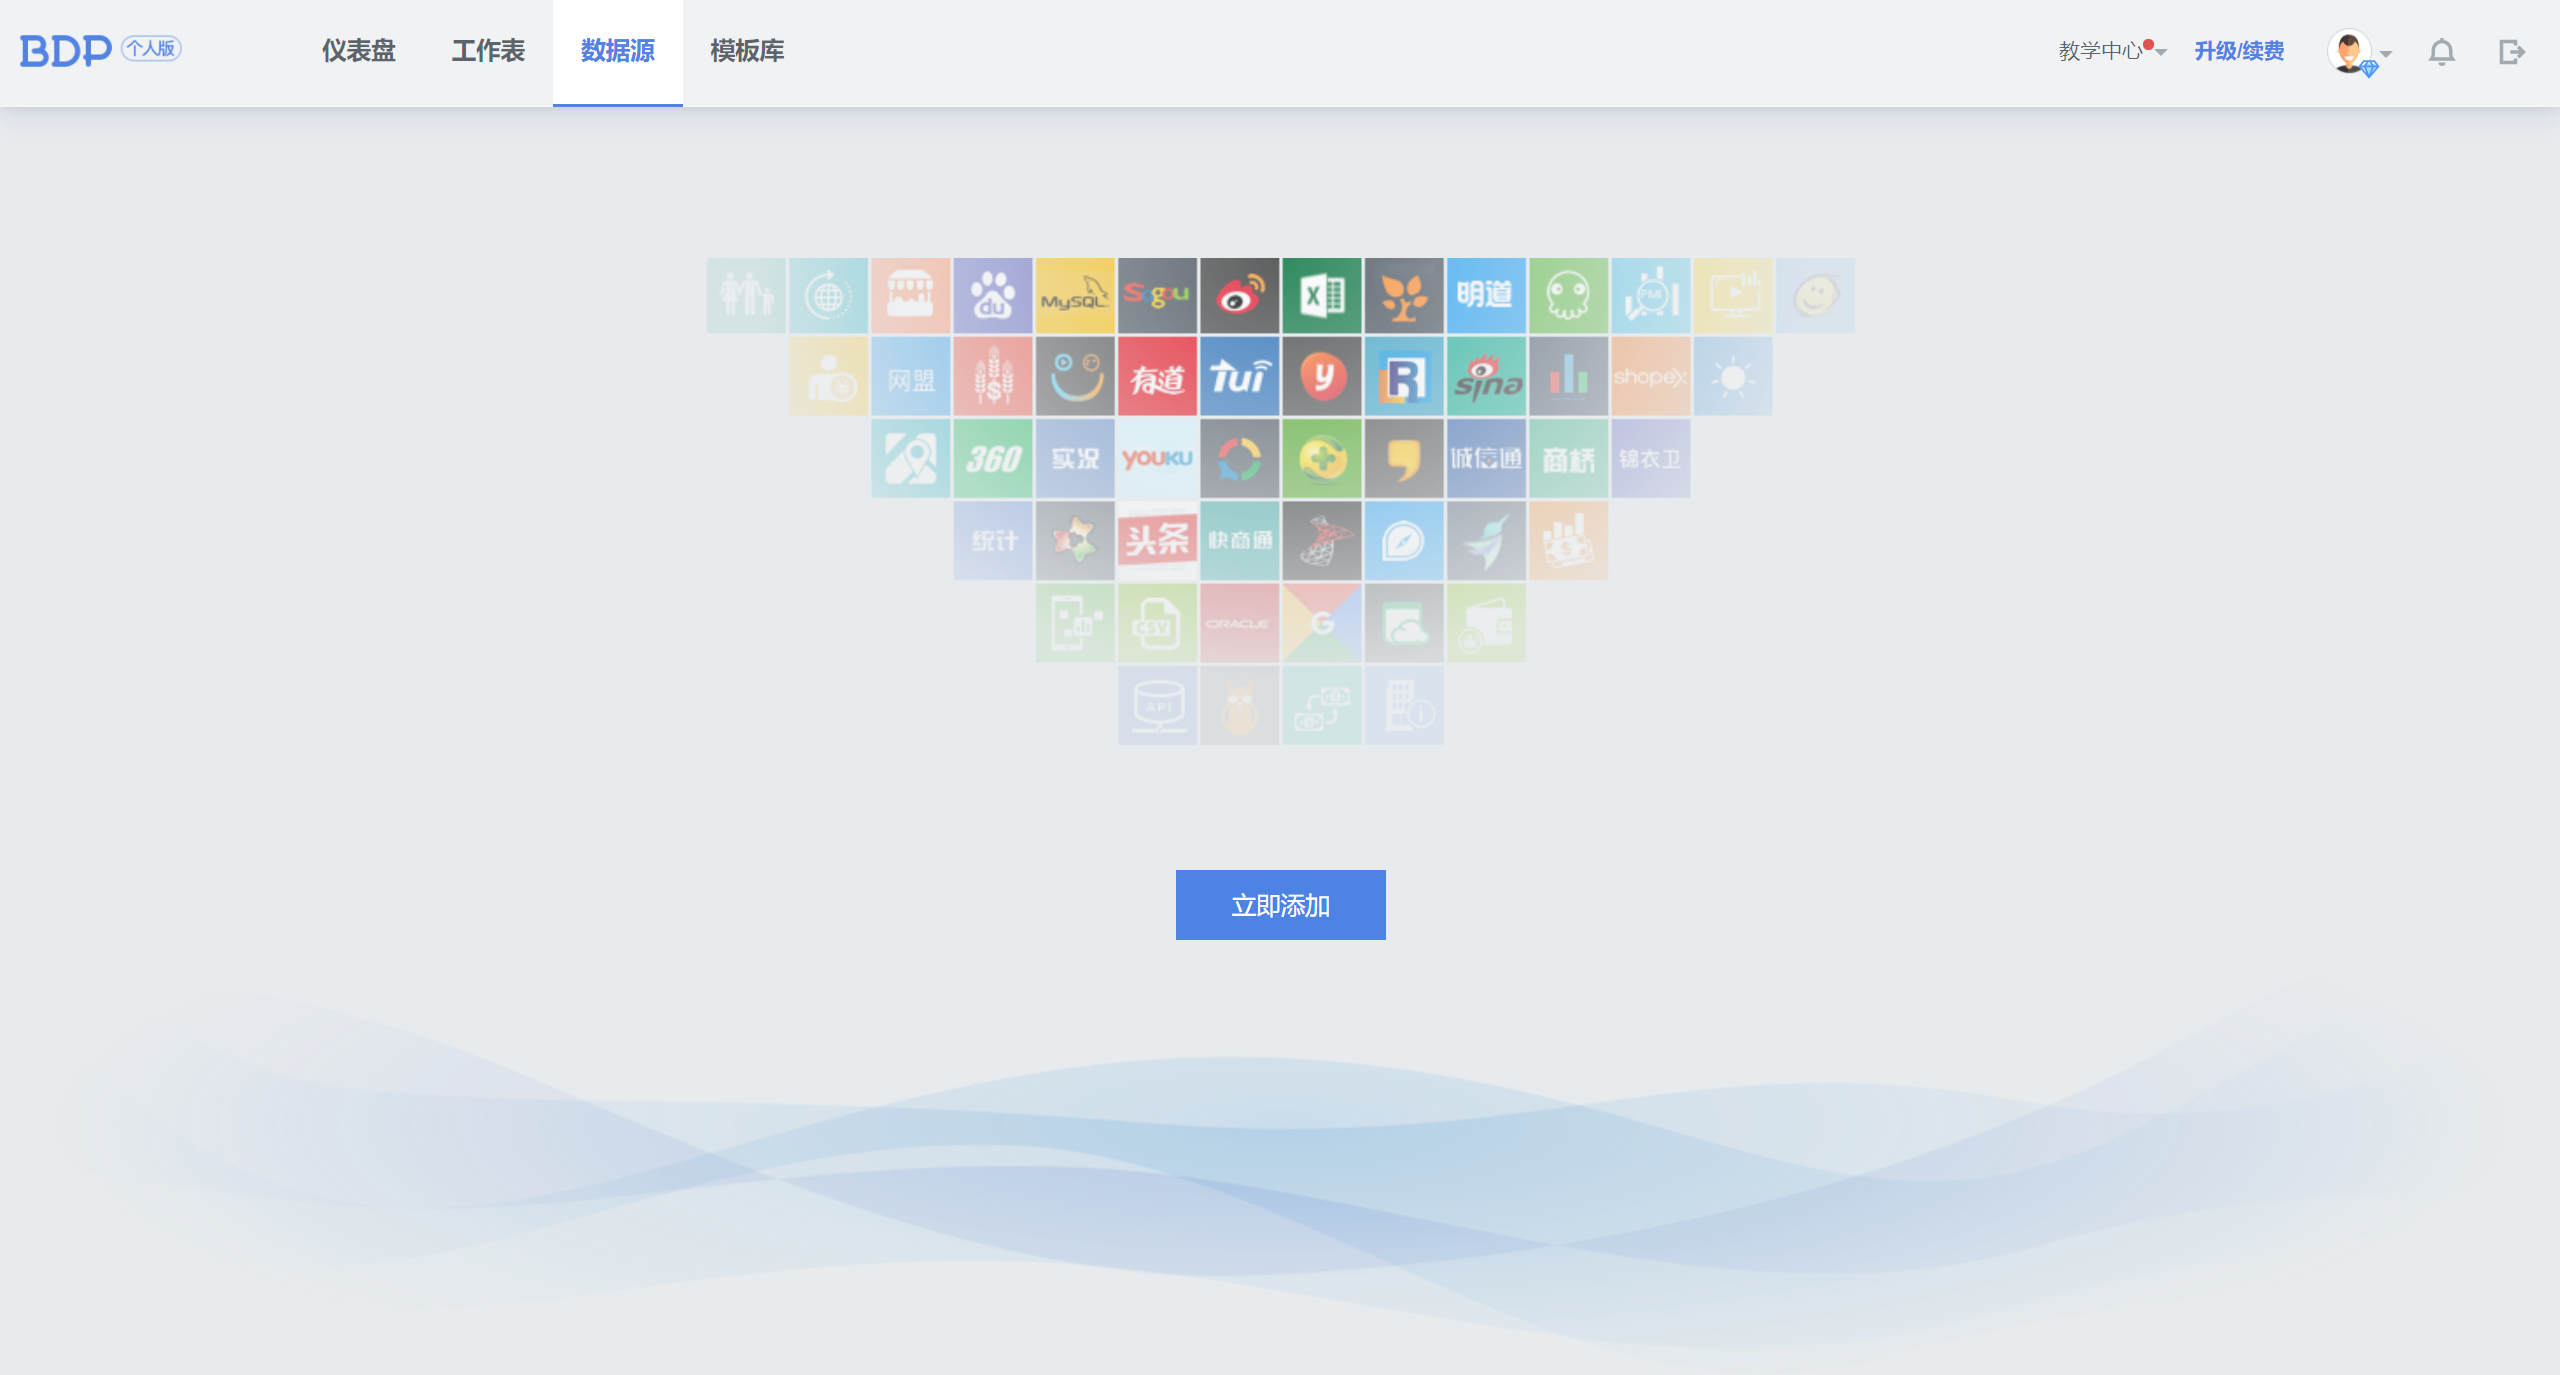 BDP 个人版 仪表盘 工作表 数据源 模板库 教学中心 升级/续费
du MySQL Sogou X 明道 PMI
¥ 网盟 $ 有道 Tui y R sina shopex
360 实况 YOUKU 诚信通 商桥 锦衣卫
统计 头条 快商通 $
CSV ORACLE G
API i
立即添加